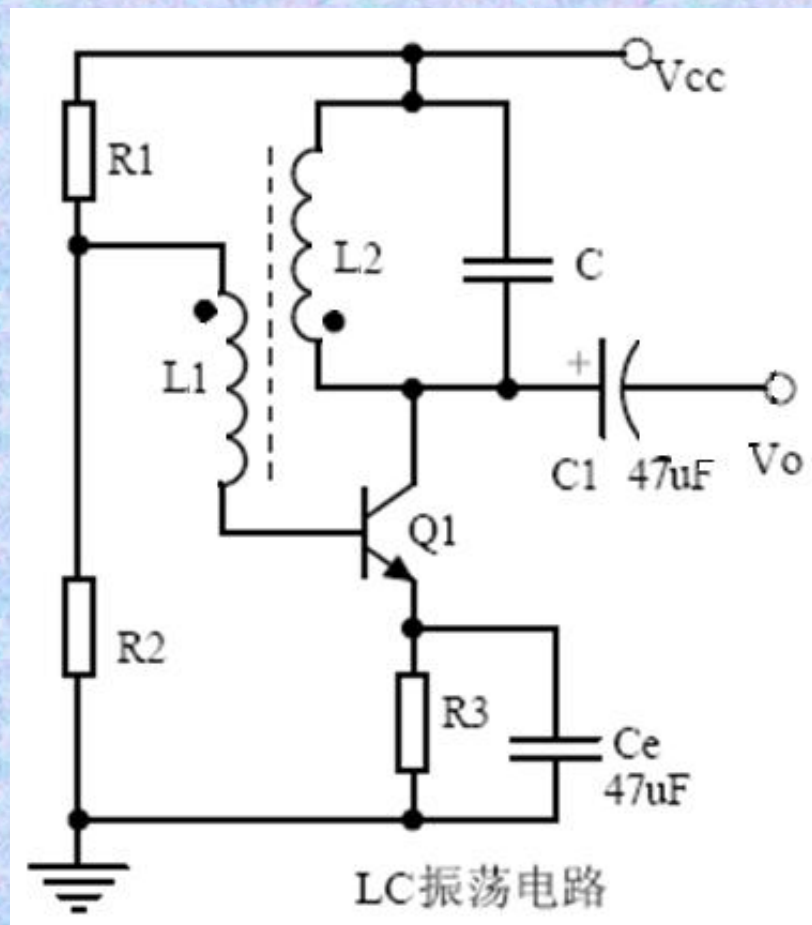 Vcc
R1
L2
C
L1
+
C1 47uF
Vo
Q1
R2
R3
Ce
47uF
LC振荡电路